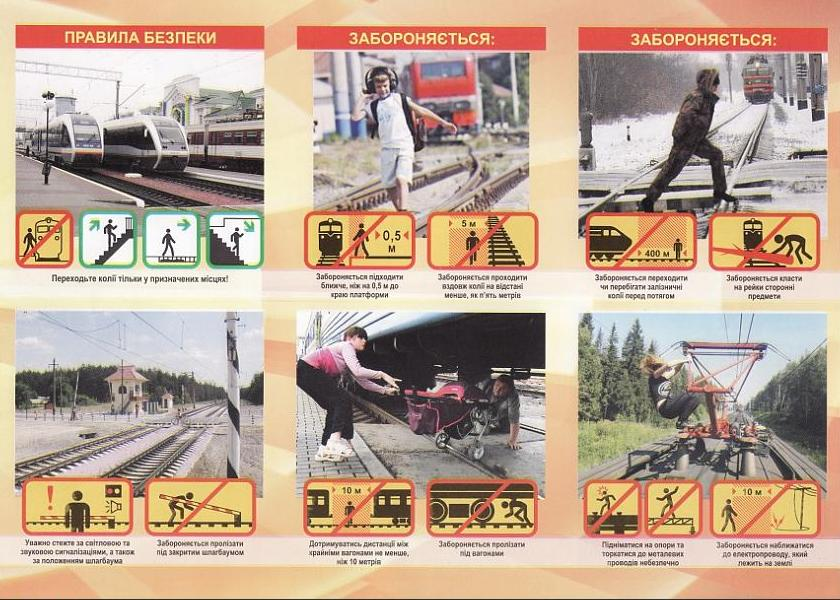 ПРАВИЛА БЕЗПЕКИ
Переходьте колії тільки у призначених місцях!
ЗАБОРОНЯЄТЬСЯ:
0,5
м
Забороняється підходити
ближче, ніж на 0,5 м до
краю платформи
5 м
Забороняється проходити
вздовж колії на відстані
менше, як п'ять метрів
ЗАБОРОНЯЄТЬСЯ:
400 м
Забороняється переходити
чи перебігати залізничні
колії перед потягом
Забороняється класти
на рейки сторонні
предмети
Уважно стежте за світловою та
звуковою сигналізаціями, а також
за положенням шлагбаума
Забороняється пролізати
під закритим шлагбаумом
10 м
Дотримуватись дистанції між
крайніми вагонами не менше,
ніж 10 метрів
Забороняється пролізати
під вагонами
Підніматися на опори та
торкатися до металевих
проводів небезпечно
10 м
Забороняється наближатися
до електропроводу, який
лежить на землі